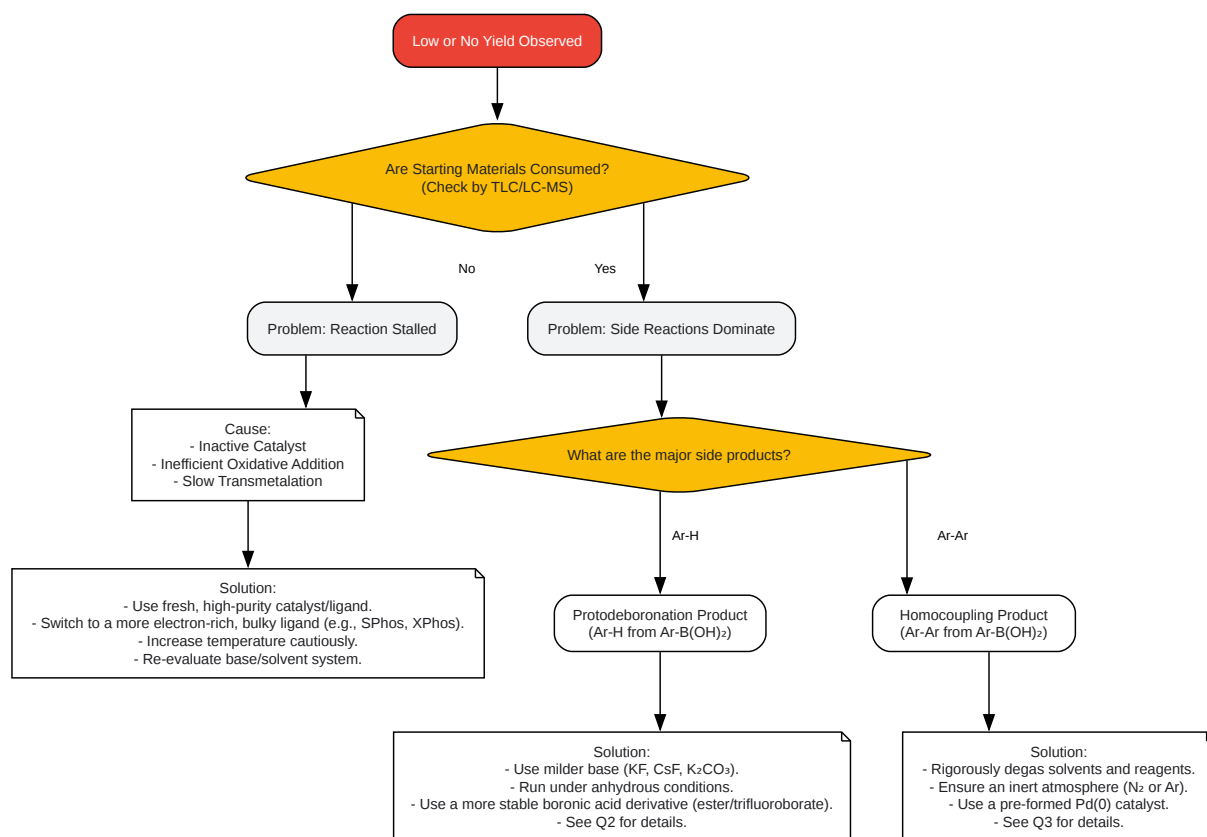 Low or No Yield Observed
Are Starting Materials Consumed?
(Check by TLC/LC-MS)
No
Yes
Problem: Reaction Stalled
Problem: Side Reactions Dominate
Cause:
- Inactive Catalyst
- Inefficient Oxidative Addition
- Slow Transmetalation
What are the major side products?
Ar-H
Ar-Ar
Solution:
- Use fresh, high-purity catalyst/ligand.
- Switch to a more electron-rich, bulky ligand (e.g., SPhos, XPhos).
- Increase temperature cautiously.
- Re-evaluate base/solvent system.
Protodeboronation Product
(Ar-H from Ar-B(OH)₂)
Homocoupling Product
(Ar-Ar from Ar-B(OH)₂)
Solution:
- Use milder base (KF, CsF, K₂CO₃).
- Run under anhydrous conditions.
- Use a more stable boronic acid derivative (ester/trifluoroborate).
- See Q2 for details.
Solution:
- Rigorously degas solvents and reagents.
- Ensure an inert atmosphere (N₂ or Ar).
- Use a pre-formed Pd(0) catalyst.
- See Q3 for details.